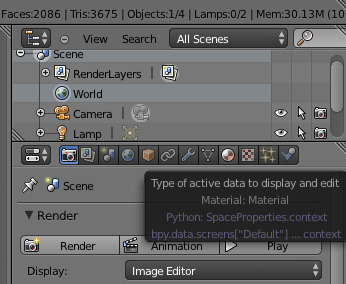 Faces:2086 | Tris:3675 | Objects:1/4 | Lamps:0/2 | Mem:30.13M (10
View Search All Scenes
Scene
RenderLayers |
World
Camera |
Lamp |
Type of active data to display and edit
Material: Material
Python: SpaceProperties.context
bpy.data.screens["Default"] ... context
Scene
Render
Render Animation Play
Display: Image Editor